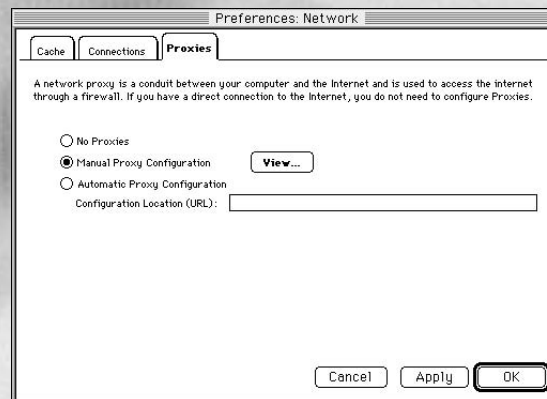 Preferences: Network
Cache Connections Proxies
A network proxy is a conduit between your computer and the Internet and is used to access the internet
through a firewall. If you have a direct connection to the Internet, you do not need to configure Proxies.
No Proxies
Manual Proxy Configuration View...
Automatic Proxy Configuration
Configuration Location (URL):
Cancel Apply OK